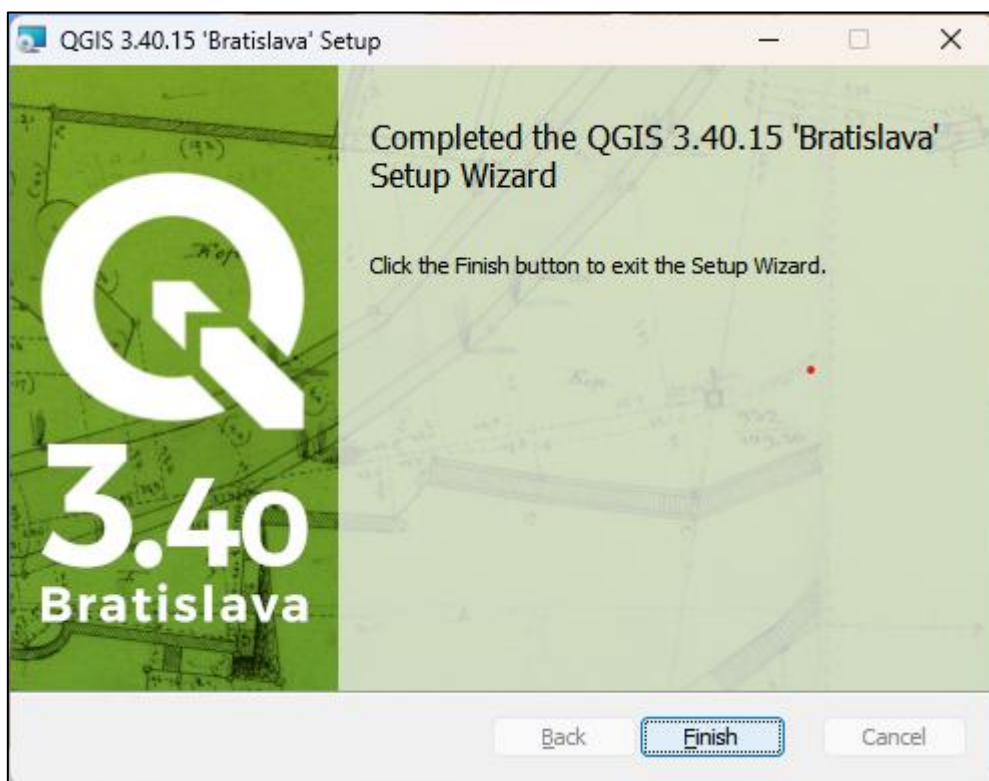 QGIS 3.40.15 'Bratislava' Setup
Completed the QGIS 3.40.15 'Bratislava'
Setup Wizard
Click the Finish button to exit the Setup Wizard.
Kop
3.40
Bratislava
Back
Finish
Cancel